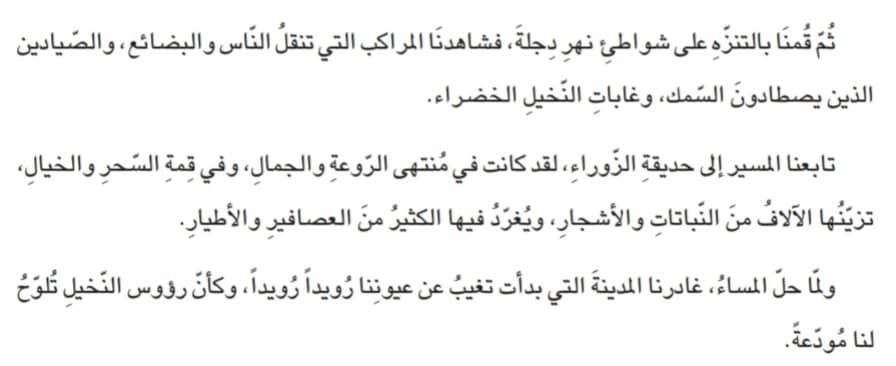 ثُمّ قُمنَا بالتنزّهِ على شواطئِ نهرِ دِجلةَ، فشاهدنَا المراكب التي تنقلُ النّاس والبضائع، والصّيادين
الذين يصطادونَ السّمك، وغاباتِ النّخيلِ الخضراء.
تابعنا المسير إلى حديقةِ الزّوراءِ، لقد كانت في مُنتهى الرّوعةِ والجمالِ، وفي قِمةِ السّحرِ والخيالِ،
تزيّنُها الآلافُ منَ النّباتاتِ والأشجارِ، ويُغرّدُ فيها الكثيرُ منَ العصافيرِ والأطيارِ.
ولمّا حلّ المساءُ، غادرنا المدينةَ التي بدأت تغيبُ عن عيونِنا رُويداً رُويداً، وكأنّ رؤوس النّخيلِ تُلوّحُ
لنا مُودّعةً.